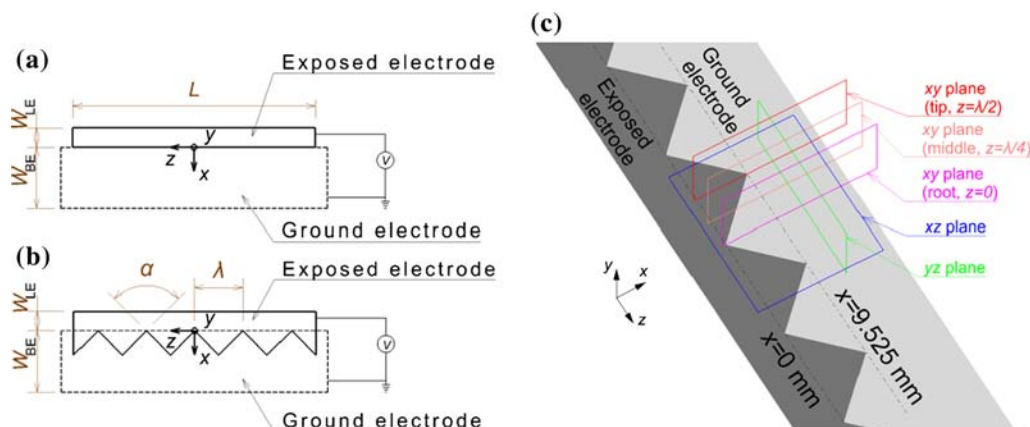 (a)
Exposed electrode
L
W_LE
y
z
x
V
W_BE
Ground electrode
(b)
α
λ
Exposed electrode
W_LE
y
z
x
V
W_BE
Ground electrode
(c)
Ground
electrode
Exposed
electrode
xy plane
(tip, z=λ/2)
xy plane
(middle, z=λ/4)
xy plane
(root, z=0)
xz plane
yz plane
y
x
z
x=9.525 mm
x=0 mm